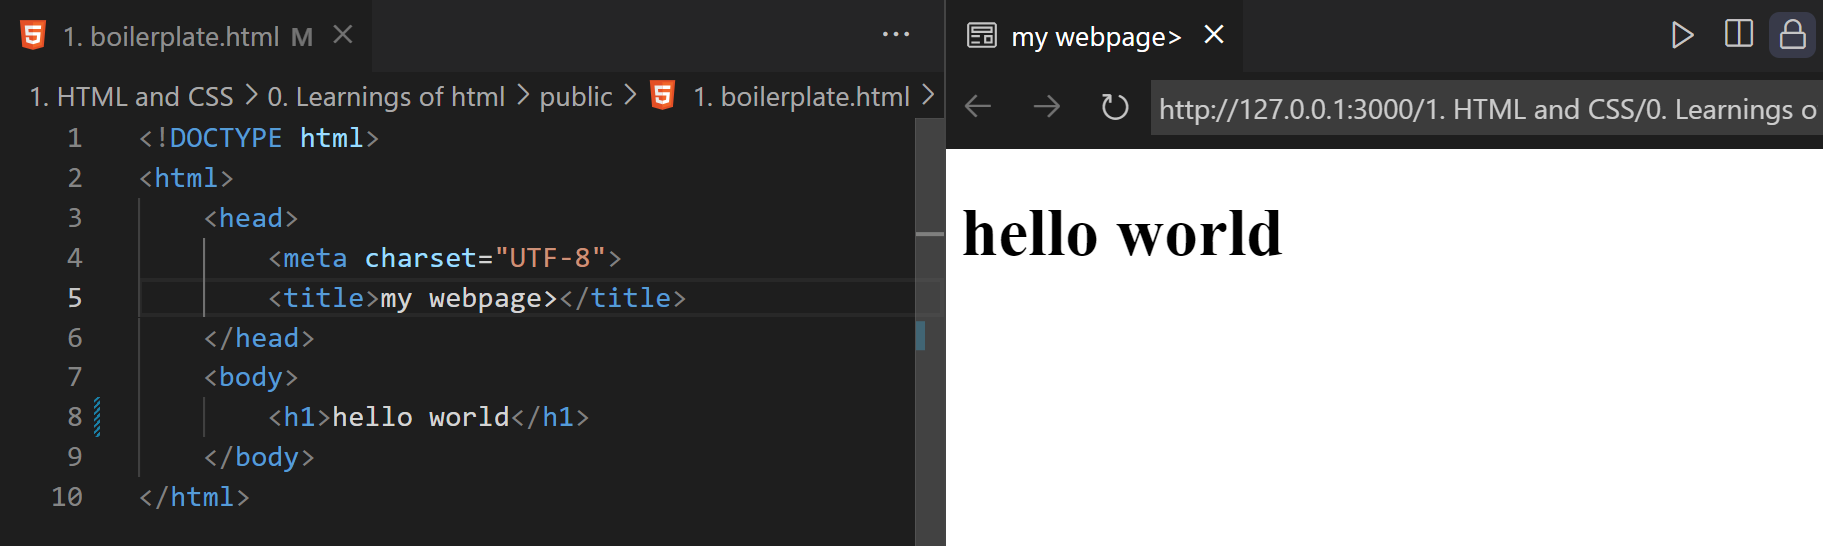 1. boilerplate.html M
1. HTML and CSS > 0. Learnings of html > public > 1. boilerplate.html >
1 <!DOCTYPE html>
2 <html>
3 <head>
4 <meta charset="UTF-8">
5 <title>my webpage></title>
6 </head>
7 <body>
8 <h1>hello world</h1>
9 </body>
10 </html>
my webpage>
http://127.0.0.1:3000/1. HTML and CSS/0. Learnings o
hello world